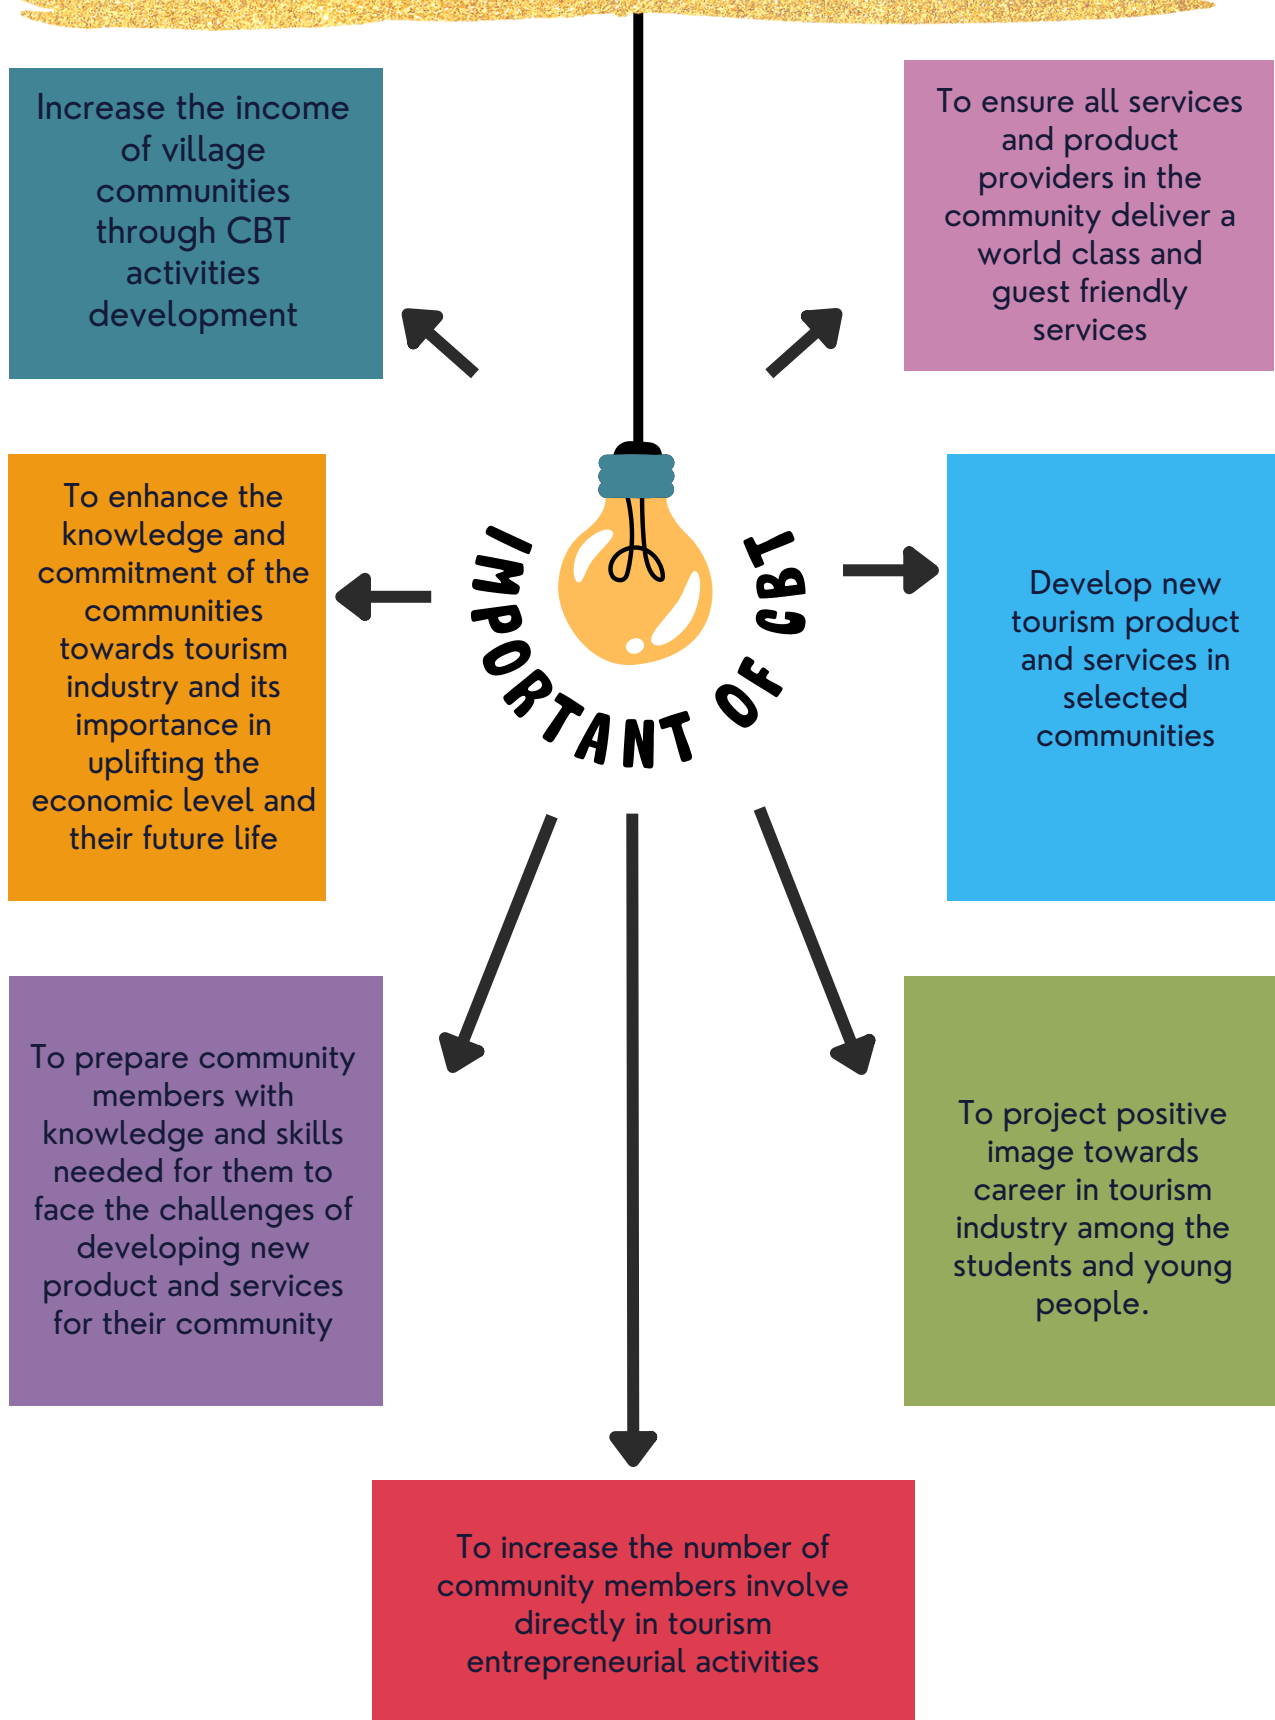 Increase the income
of village
communities
through CBT
activities
development
To ensure all services
and product
providers in the
community deliver a
world class and
guest friendly
services
To enhance the
knowledge and
commitment of the
communities
towards tourism
industry and its
importance in
uplifting the
economic level and
their future life
IMPORTANT OF CBT
Develop new
tourism product
and services in
selected
communities
To prepare community
members with
knowledge and skills
needed for them to
face the challenges of
developing new
product and services
for their community
To project positive
image towards
career in tourism
industry among the
students and young
people.
To increase the number of
community members involve
directly in tourism
entrepreneurial activities